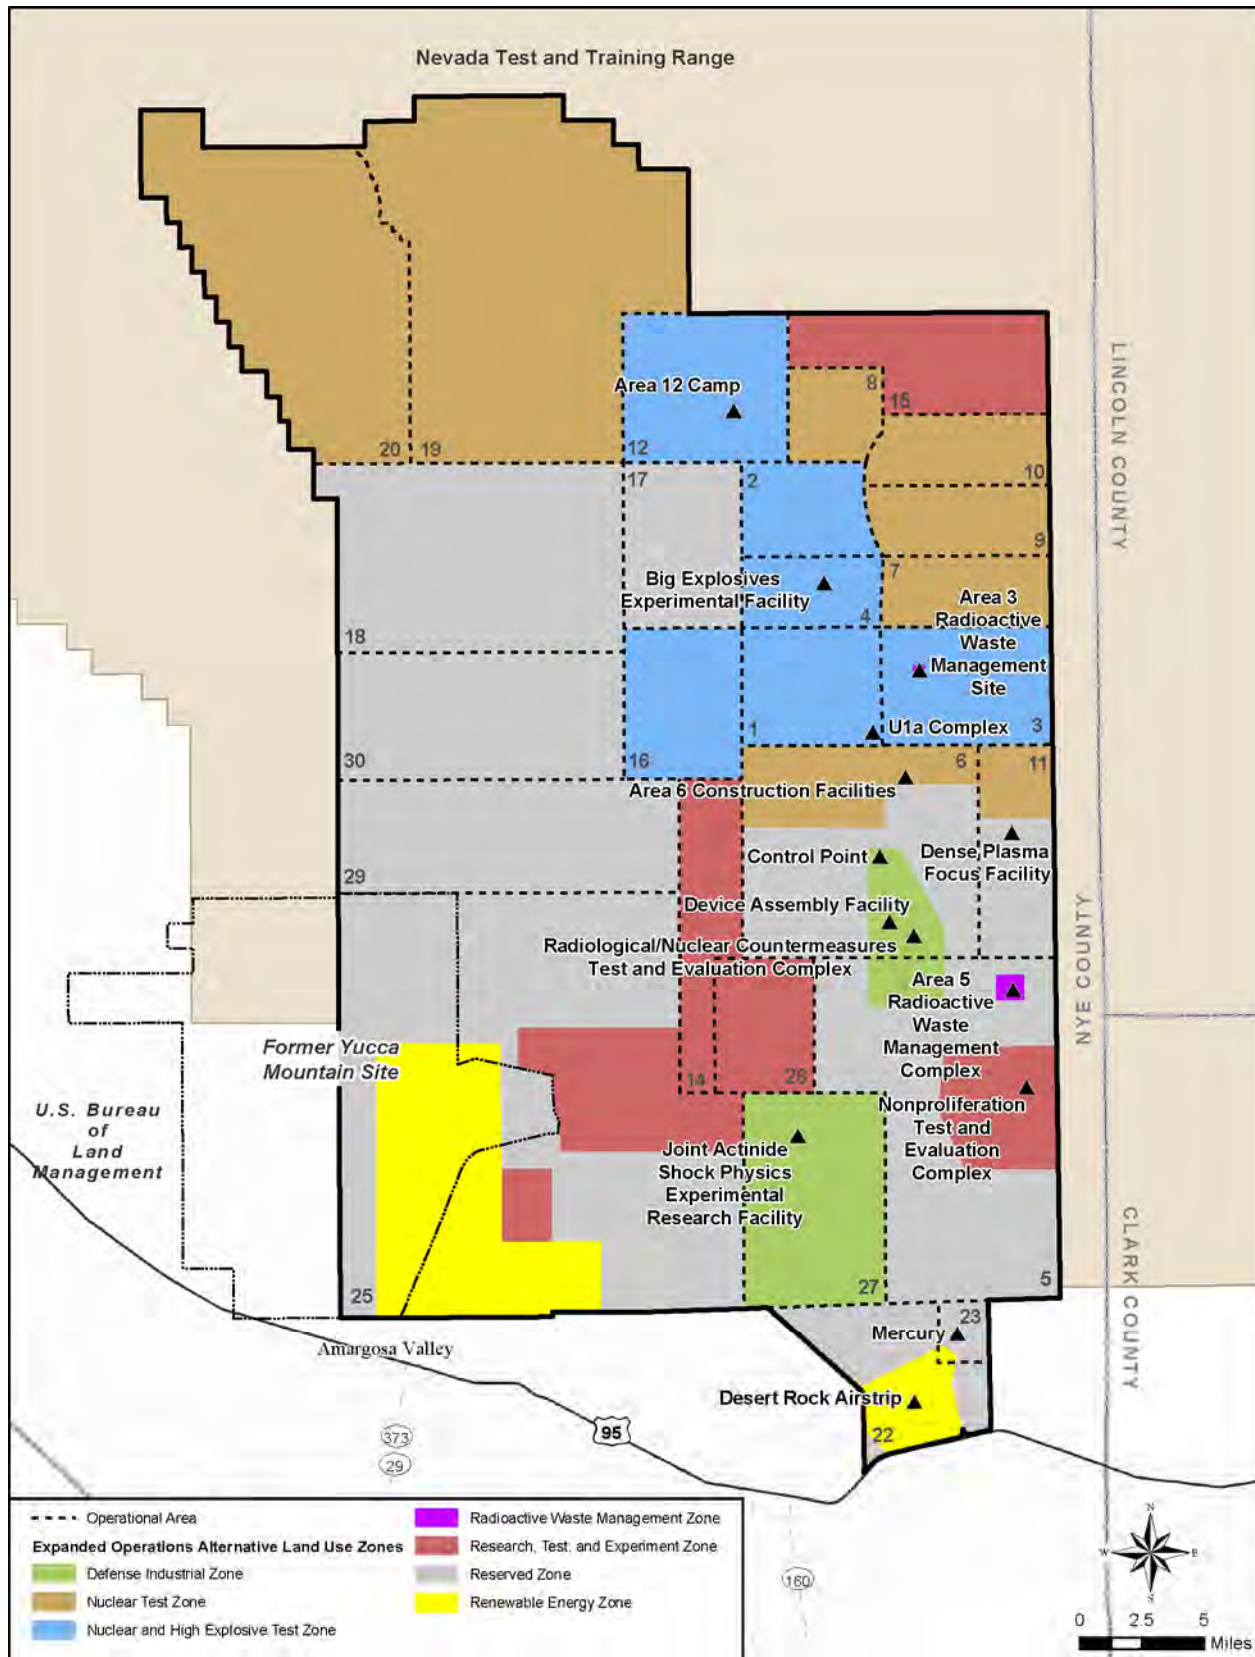 Nevada Test and Training Range
LINCOLN COUNTY
Area 12 Camp
8
15
20
19
12
10
17
2
9
Big Explosives
Experimental Facility
7
Area 3
Radioactive
Waste
Management
Site
4
18
U1a Complex
1
3
30
16
6
11
Area 6 Construction Facilities
Control Point
Dense Plasma
Focus Facility
29
Device Assembly Facility
Radiological/Nuclear Countermeasures
Test and Evaluation Complex
NYE COUNTY
Area 5
Radioactive
Waste
Management
Complex
Former Yucca
Mountain Site
14
26
U.S. Bureau
of
Land
Management
Nonproliferation
Test and
Evaluation
Complex
Joint Actinide
Shock Physics
Experimental
Research Facility
CLARK COUNTY
25
27
5
23
Mercury
Amargosa Valley
Desert Rock Airstrip
22
95
373
29
160
Operational Area
Expanded Operations Alternative Land Use Zones
Defense Industrial Zone
Nuclear Test Zone
Nuclear and High Explosive Test Zone
Radioactive Waste Management Zone
Research, Test, and Experiment Zone
Reserved Zone
Renewable Energy Zone
N
W
E
S
0 2.5 5
Miles